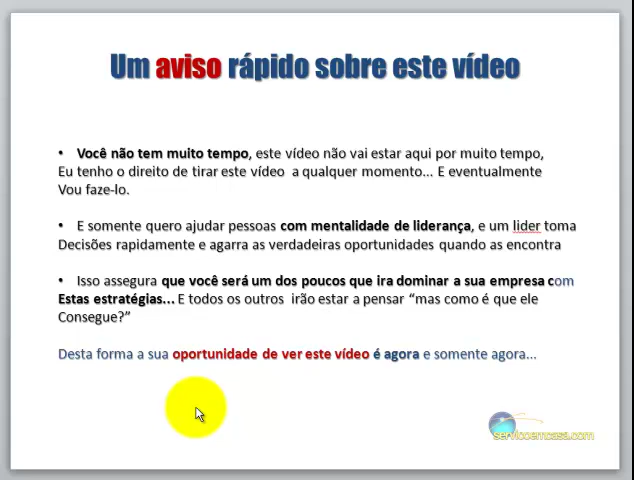 Um aviso rápido sobre este vídeo
• Você não tem muito tempo, este vídeo não vai estar aqui por muito tempo,
Eu tenho o direito de tirar este vídeo a qualquer momento... E eventualmente
Vou faze-lo.
• E somente quero ajudar pessoas com mentalidade de liderança, e um lider toma
Decisões rapidamente e agarra as verdadeiras oportunidades quando as encontra
• Isso assegura que você será um dos poucos que ira dominar a sua empresa com
Estas estratégias... E todos os outros irão estar a pensar “mas como é que ele
Consegue?”
Desta forma a sua oportunidade de ver este vídeo é agora e somente agora...
servicoemcasa.com